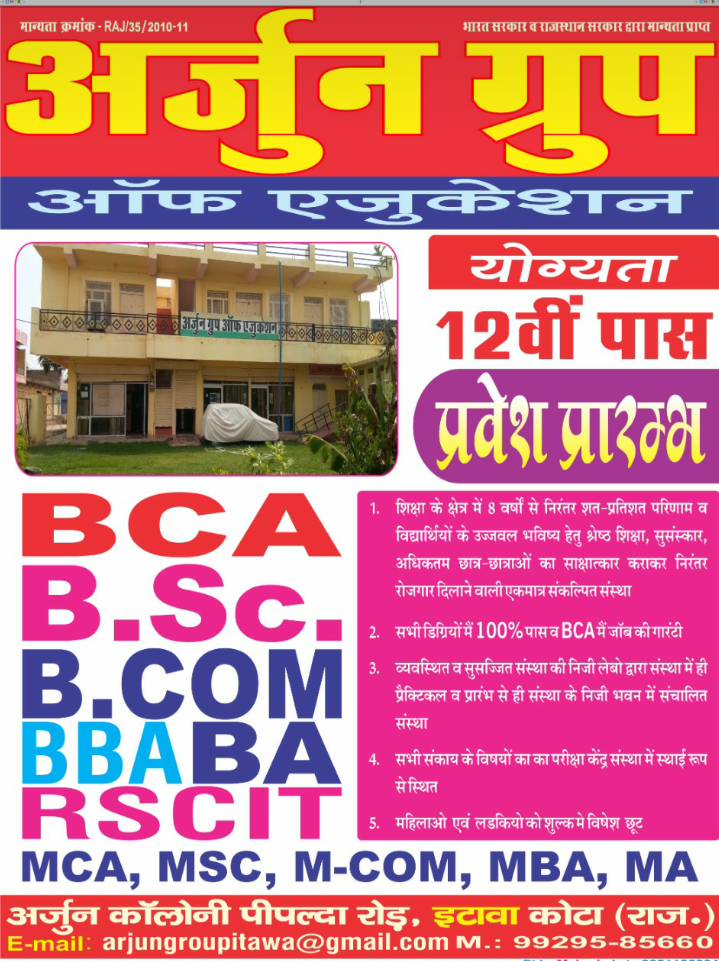 मान्यता क्रमांक - RAJ/35/2010-11
भारत सरकार व राजस्थान सरकार द्वारा मान्यता प्राप्त
अर्जुन ग्रुप
ऑफ एजुकेशन
अर्जुन ग्रुप ऑफ एजुकेशन
योग्यता
12वीं पास
प्रवेश प्रारम्भ
BCA
B.Sc.
B.COM
BBA BA
RSCIT
1. शिक्षा के क्षेत्र में 8 वर्षों से निरंतर शत-प्रतिशत परिणाम व
विद्यार्थियों के उज्जवल भविष्य हेतु श्रेष्ठ शिक्षा, सुसंस्कार,
अधिकतम छात्र-छात्राओं का साक्षात्कार कराकर निरंतर
रोजगार दिलाने वाली एकमात्र संकल्पित संस्था
2. सभी डिग्रियों मैं 100% पास व BCA मैं जॉब की गारंटी
3. व्यवस्थित व सुसज्जित संस्था की निजी लेबो द्वारा संस्था में ही
प्रैक्टिकल व प्रारंभ से ही संस्था के निजी भवन में संचालित
संस्था
4. सभी संकाय के विषयों का का परीक्षा केंद्र संस्था में स्थाई रूप
से स्थित
5. महिलाओ एवं लडकियो को शुल्क मे विषेश छूट
MCA, MSC, M-COM, MBA, MA
अर्जुन कॉलोनी पीपल्दा रोड़, इटावा कोटा (राज.)
E-mail: arjungroupitawa@gmail.com M.: 99295-85660